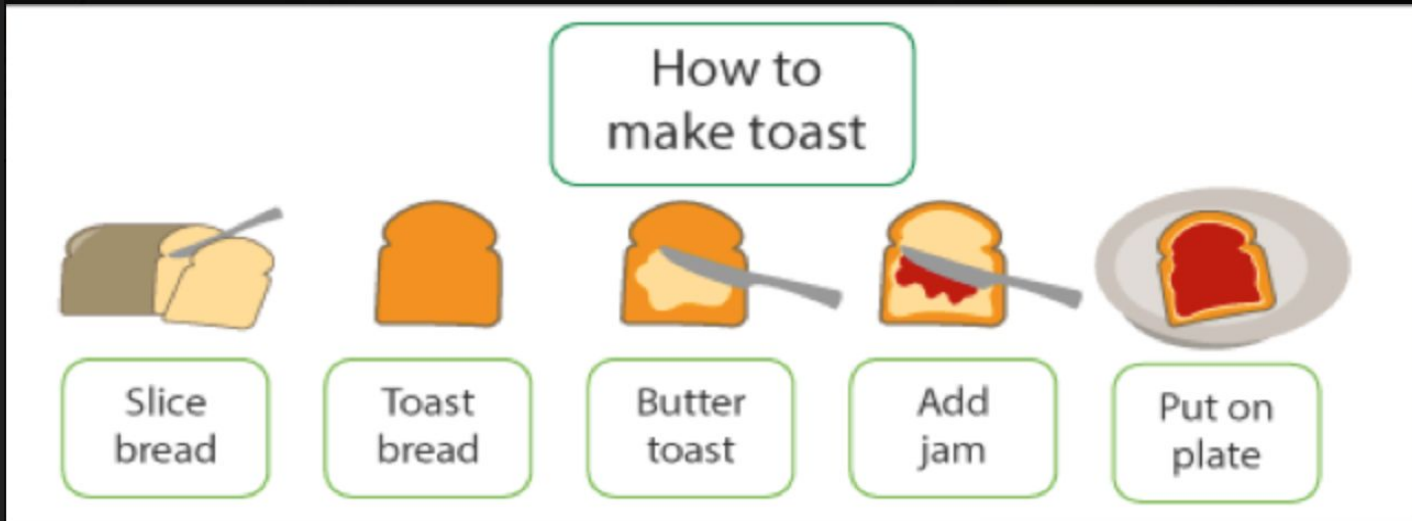 How to
make toast
Slice
bread
Toast
bread
Butter
toast
Add
jam
Put on
plate